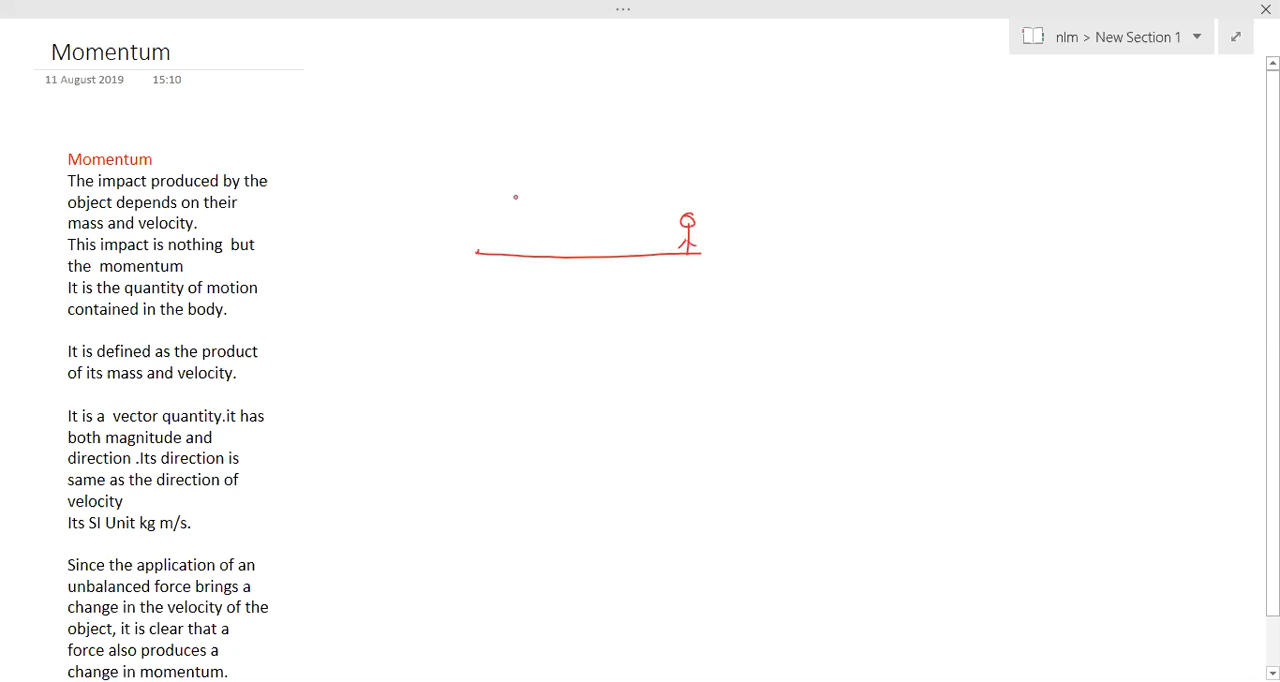 nlm > New Section 1
Momentum
11 August 2019 15:10
Momentum
The impact produced by the
object depends on their
mass and velocity.
This impact is nothing  but
the  momentum
It is the quantity of motion
contained in the body.
It is defined as the product
of its mass and velocity.
It is a  vector quantity.it has
both magnitude and
direction .Its direction is
same as the direction of
velocity
Its SI Unit kg m/s.
Since the application of an
unbalanced force brings a
change in the velocity of the
object, it is clear that a
force also produces a
change in momentum.